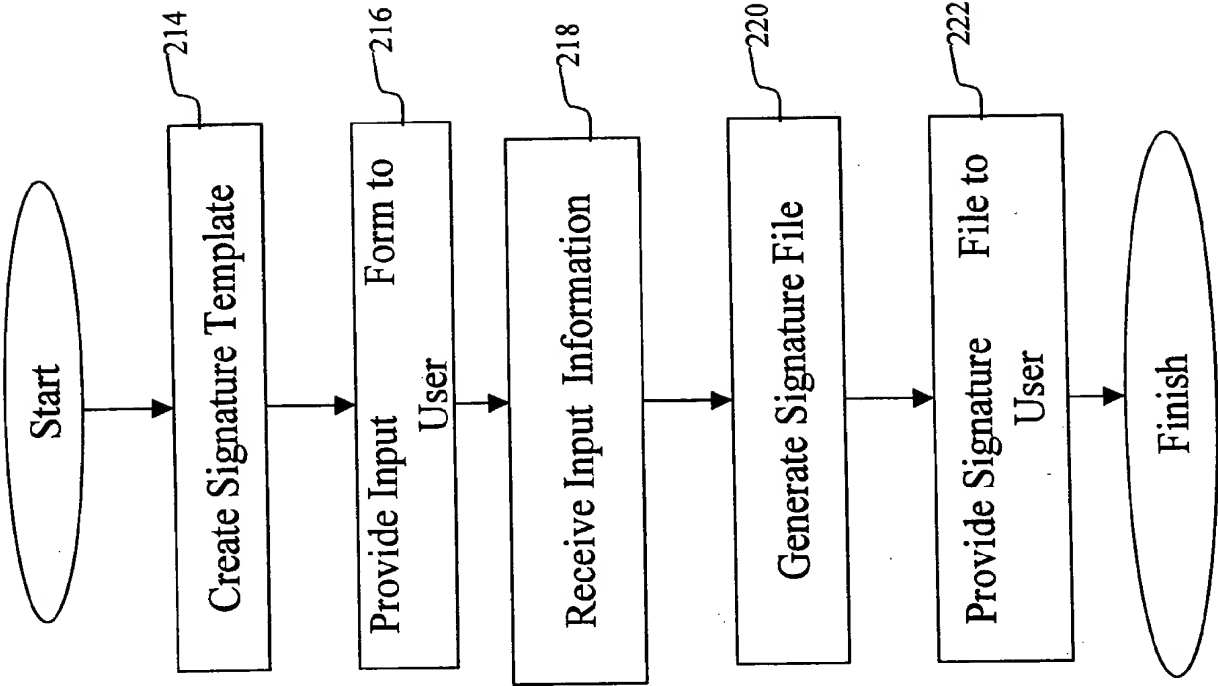 Start
214
Create Signature Template
216
Provide Input Form to
User
218
Receive Input Information
220
Generate Signature File
222
Provide Signature File to
User
Finish